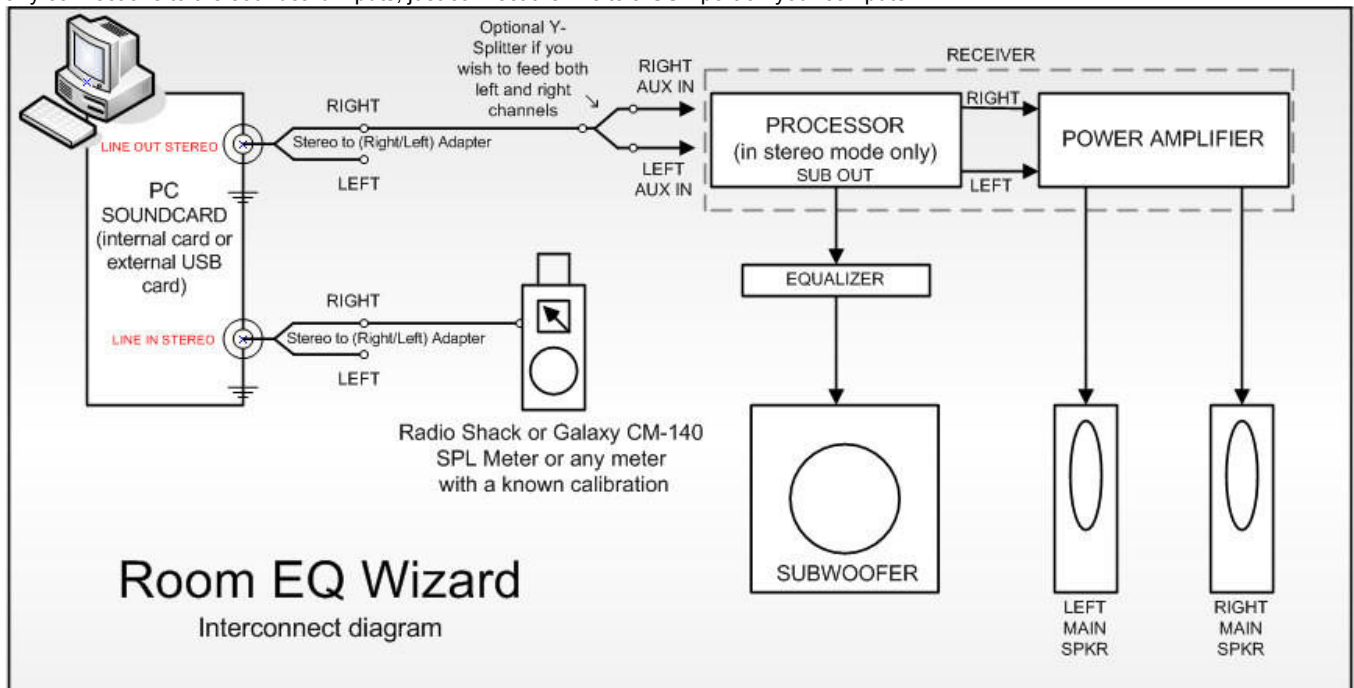 Optional Y-
Splitter if you
wish to feed both
left and right
channels
RIGHT
AUX IN
LEFT
AUX IN
RECEIVER
RIGHT
LEFT
PROCESSOR
(in stereo mode only)
SUB OUT
POWER AMPLIFIER
LINE OUT STEREO
RIGHT
Stereo to (Right/Left) Adapter
LEFT
PC
SOUNDCARD
(internal card or
external USB
card)
EQUALIZER
LINE IN STEREO
RIGHT
Stereo to (Right/Left) Adapter
LEFT
Radio Shack or Galaxy CM-140
SPL Meter or any meter
with a known calibration
SUBWOOFER
LEFT
MAIN
SPKR
RIGHT
MAIN
SPKR
Room EQ Wizard
Interconnect diagram